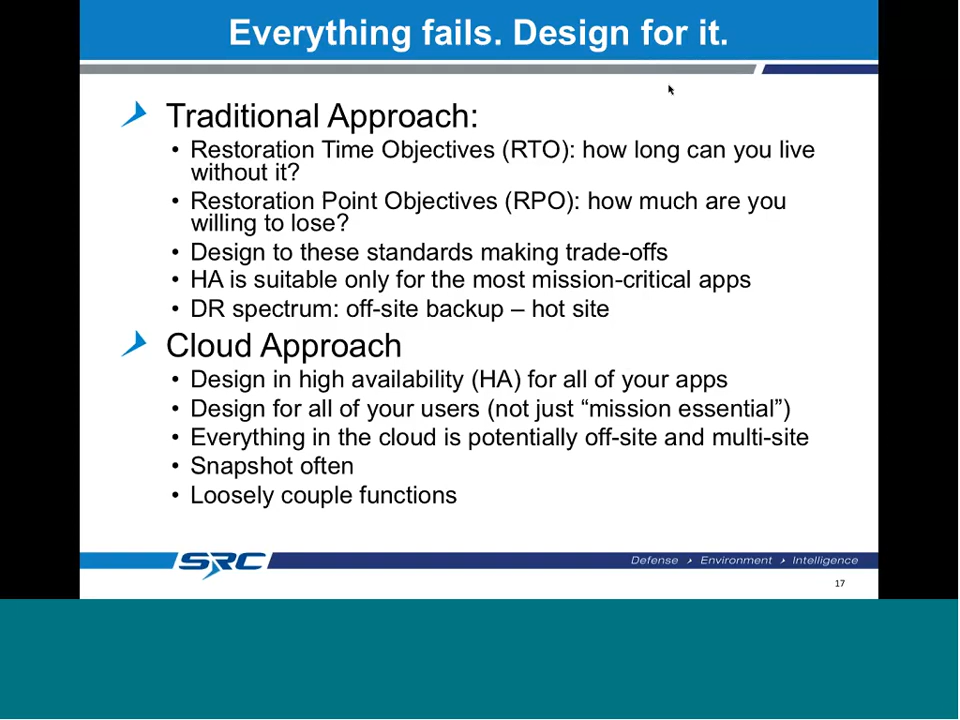 Everything fails. Design for it.
Traditional Approach:
• Restoration Time Objectives (RTO): how long can you live
without it?
• Restoration Point Objectives (RPO): how much are you
willing to lose?
• Design to these standards making trade-offs
• HA is suitable only for the most mission-critical apps
• DR spectrum: off-site backup – hot site
Cloud Approach
• Design in high availability (HA) for all of your apps
• Design for all of your users (not just “mission essential”)
• Everything in the cloud is potentially off-site and multi-site
• Snapshot often
• Loosely couple functions
SRC
Defense Environment Intelligence
17